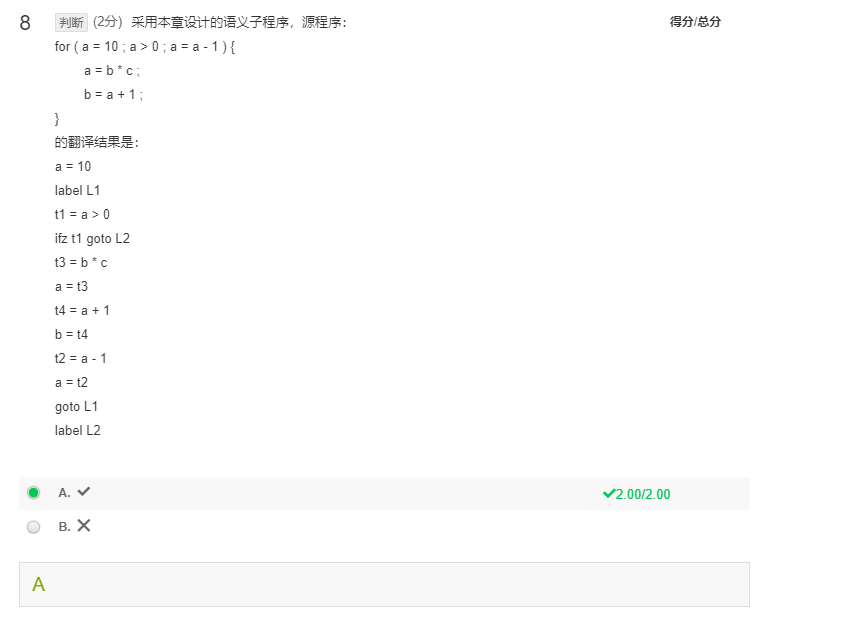 8 判断 (2分) 采用本章设计的语义子程序，源程序： 得分/总分
for ( a = 10 ; a > 0 ; a = a - 1 ) {
a = b * c ;
b = a + 1 ;
}
的翻译结果是：
a = 10
label L1
t1 = a > 0
ifz t1 goto L2
t3 = b * c
a = t3
t4 = a + 1
b = t4
t2 = a - 1
a = t2
goto L1
label L2
A. ✓ ✓2.00/2.00
B. ✕
A